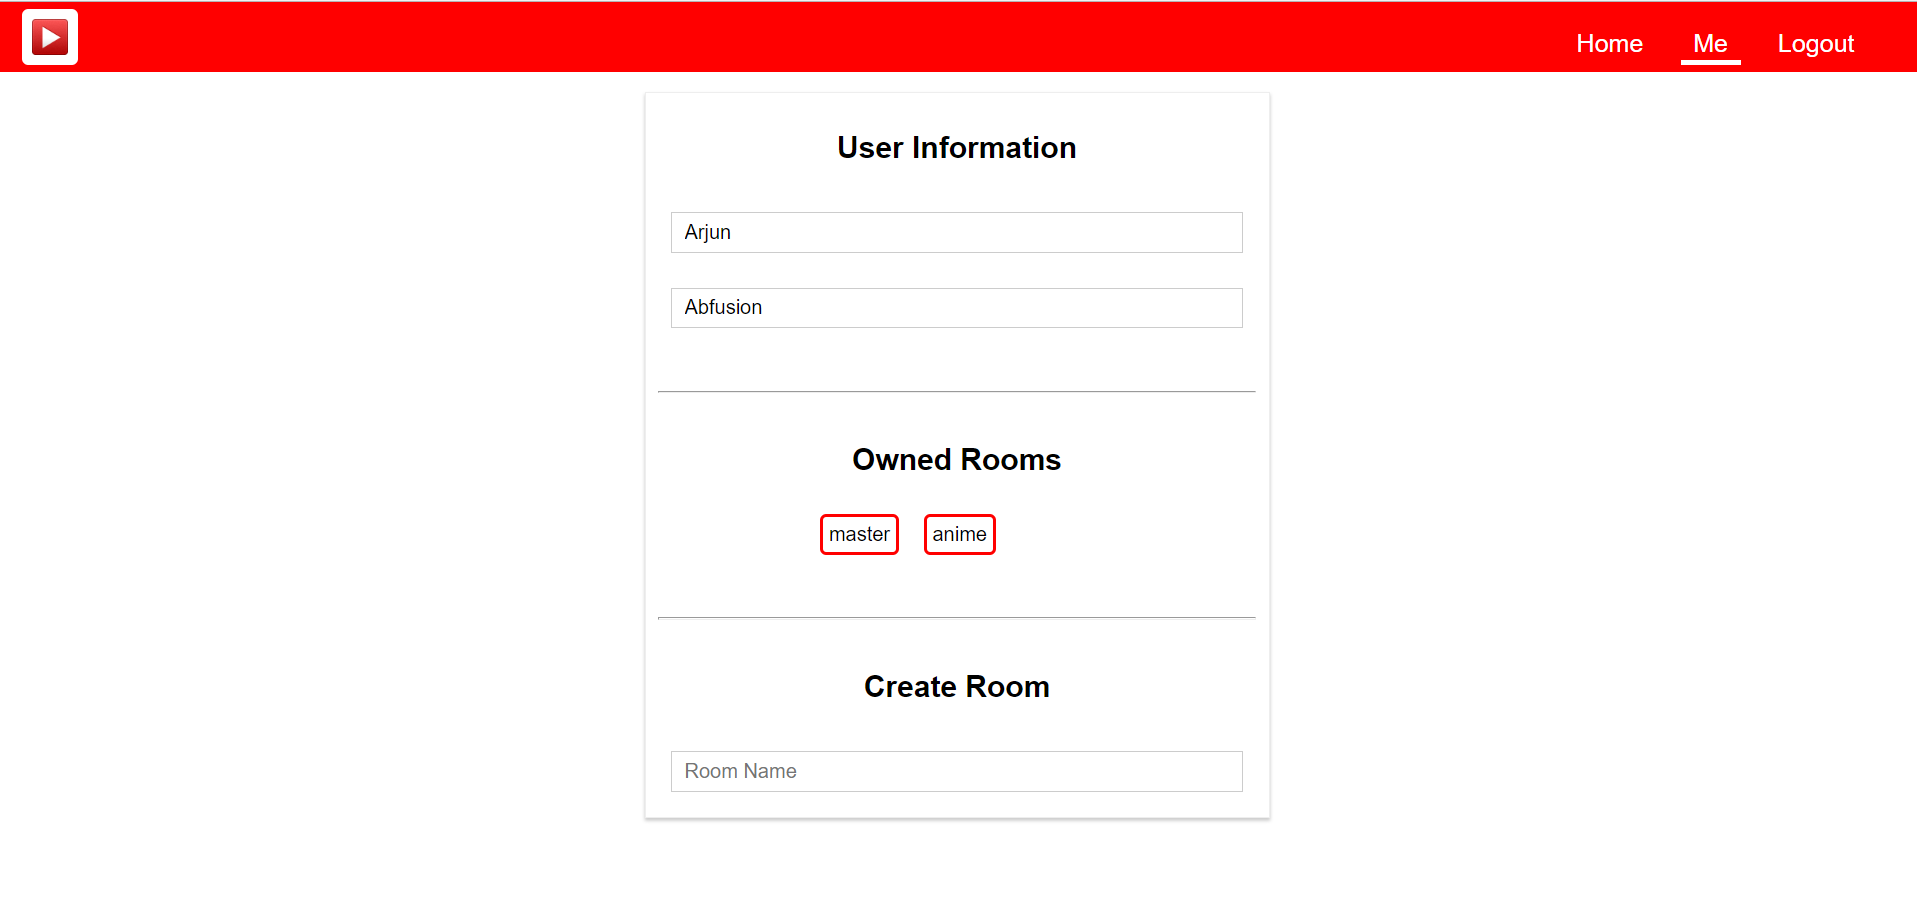 Home Me Logout
User Information
Arjun
Abfusion
Owned Rooms
master anime
Create Room
Room Name